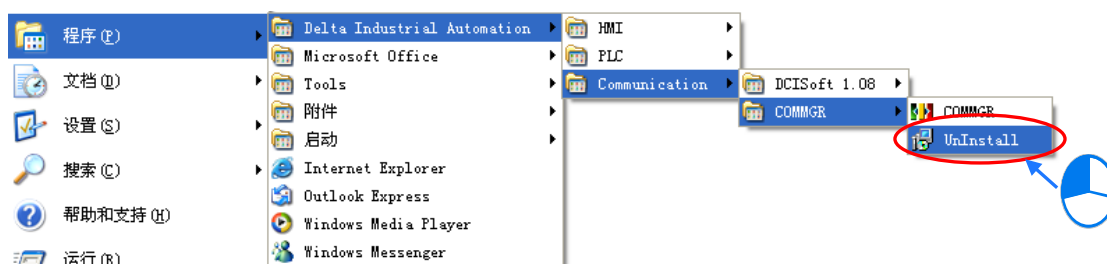 程序(P)
文档(D)
设置(S)
搜索(C)
帮助和支持(H)
运行(R)
Delta Industrial Automation
Microsoft Office
Tools
附件
启动
Internet Explorer
Outlook Express
Windows Media Player
Windows Messenger
HMI
PLC
Communication
DCISoft 1.08
COMMGR
COMMGR
UnInstall